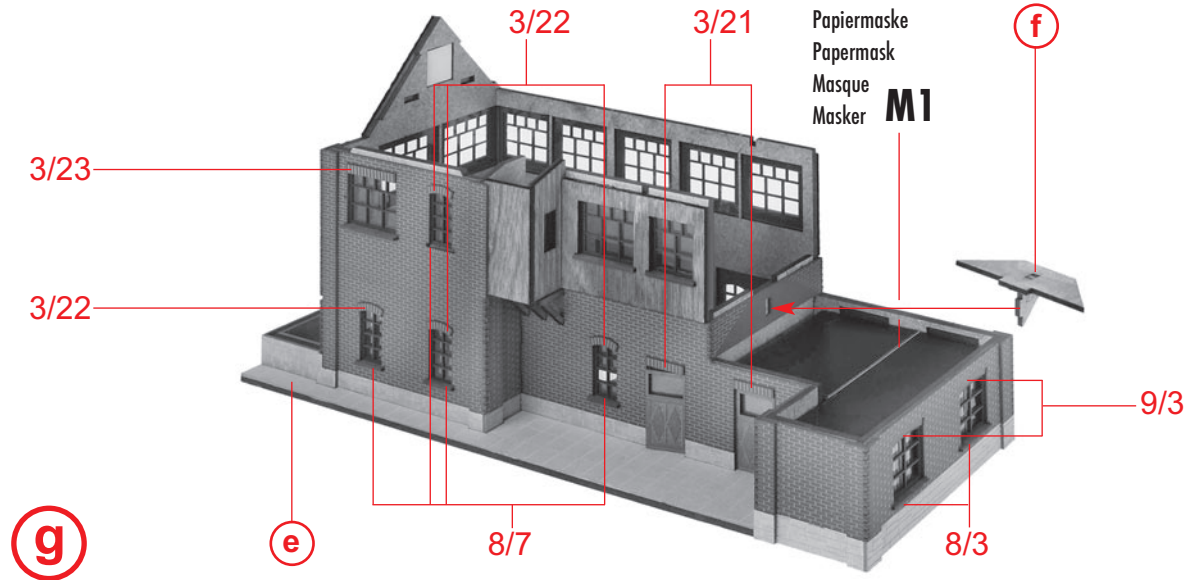 3/22
3/21
Papiermaske
Papermask
Masque
Masker M1
f
3/23
3/22
9/3
g
e
8/7
8/3